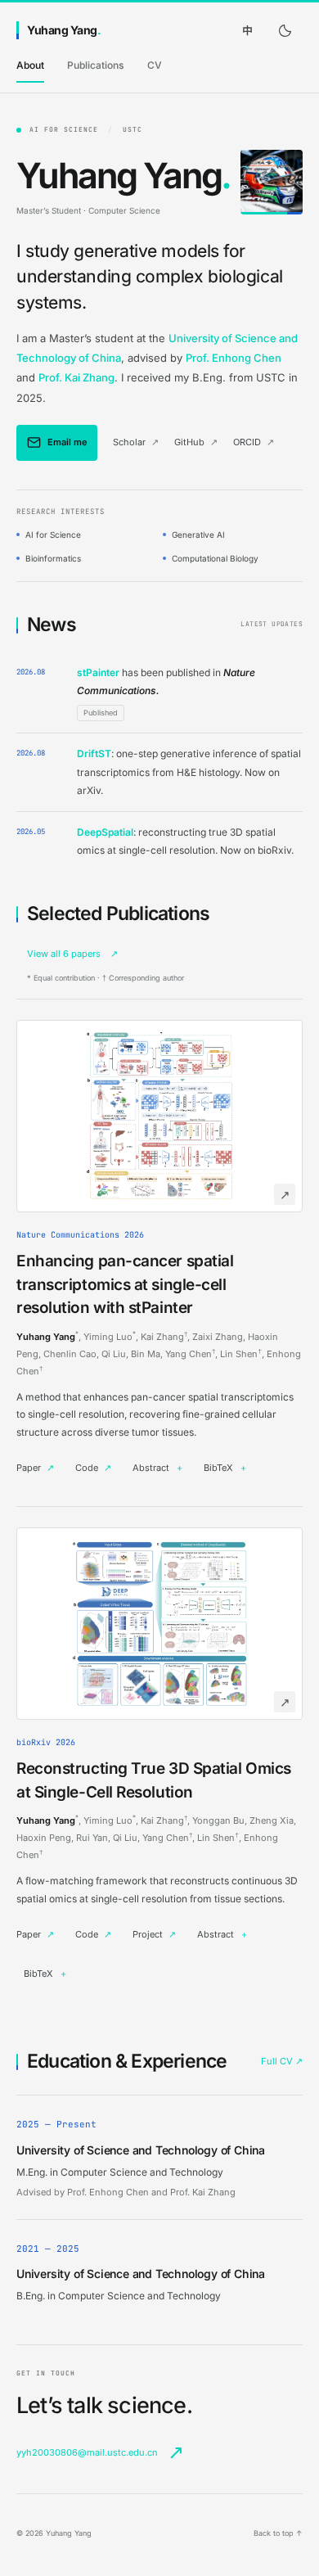 Yuhang Yang.
中
About
Publications
CV
AI FOR SCIENCE / USTC
Yuhang Yang.
Master's Student · Computer Science
I study generative models for
understanding complex biological
systems.
I am a Master's student at the University of Science and
Technology of China, advised by Prof. Enhong Chen
and Prof. Kai Zhang. I received my B.Eng. from USTC in
2025.
Email me
Scholar ↗
GitHub ↗
ORCID ↗
RESEARCH INTERESTS
AI for Science
Generative AI
Bioinformatics
Computational Biology
News
LATEST UPDATES
2026.08
stPainter has been published in Nature
Communications.
Published
2026.08
DriftST: one-step generative inference of spatial
transcriptomics from H&E histology. Now on
arXiv.
2026.05
DeepSpatial: reconstructing true 3D spatial
omics at single-cell resolution. Now on bioRxiv.
Selected Publications
View all 6 papers ↗
* Equal contribution · † Corresponding author
↗
Nature Communications 2026
Enhancing pan-cancer spatial
transcriptomics at single-cell
resolution with stPainter
Yuhang Yang*, Yiming Luo*, Kai Zhang†, Zaixi Zhang, Haoxin
Peng, Chenlin Cao, Qi Liu, Bin Ma, Yang Chen†, Lin Shen†, Enhong
Chen†
A method that enhances pan-cancer spatial transcriptomics
to single-cell resolution, recovering fine-grained cellular
structure across diverse tumor tissues.
Paper ↗
Code ↗
Abstract +
BibTeX +
DEEP
↗
bioRxiv 2026
Reconstructing True 3D Spatial Omics
at Single-Cell Resolution
Yuhang Yang*, Yiming Luo*, Kai Zhang†, Yonggan Bu, Zheng Xia,
Haoxin Peng, Rui Yan, Qi Liu, Yang Chen†, Lin Shen†, Enhong
Chen†
A flow-matching framework that reconstructs continuous 3D
spatial omics at single-cell resolution from tissue sections.
Paper ↗
Code ↗
Project ↗
Abstract +
BibTeX +
Education & Experience
Full CV ↗
2025 — Present
University of Science and Technology of China
M.Eng. in Computer Science and Technology
Advised by Prof. Enhong Chen and Prof. Kai Zhang
2021 — 2025
University of Science and Technology of China
B.Eng. in Computer Science and Technology
GET IN TOUCH
Let's talk science.
yyh20030806@mail.ustc.edu.cn ↗
© 2026 Yuhang Yang
Back to top ↑